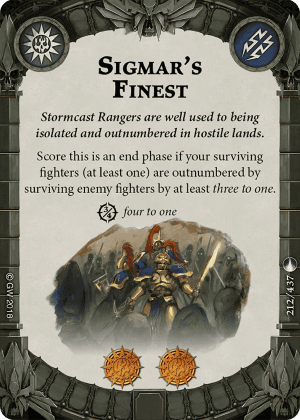 SIGMAR'S
FINEST
Stormcast Rangers are well used to being
isolated and outnumbered in hostile lands.
Score this is an end phase if your surviving
fighters (at least one) are outnumbered by
surviving enemy fighters by at least three to one.
3/4 four to one
© GW 2018
212/437